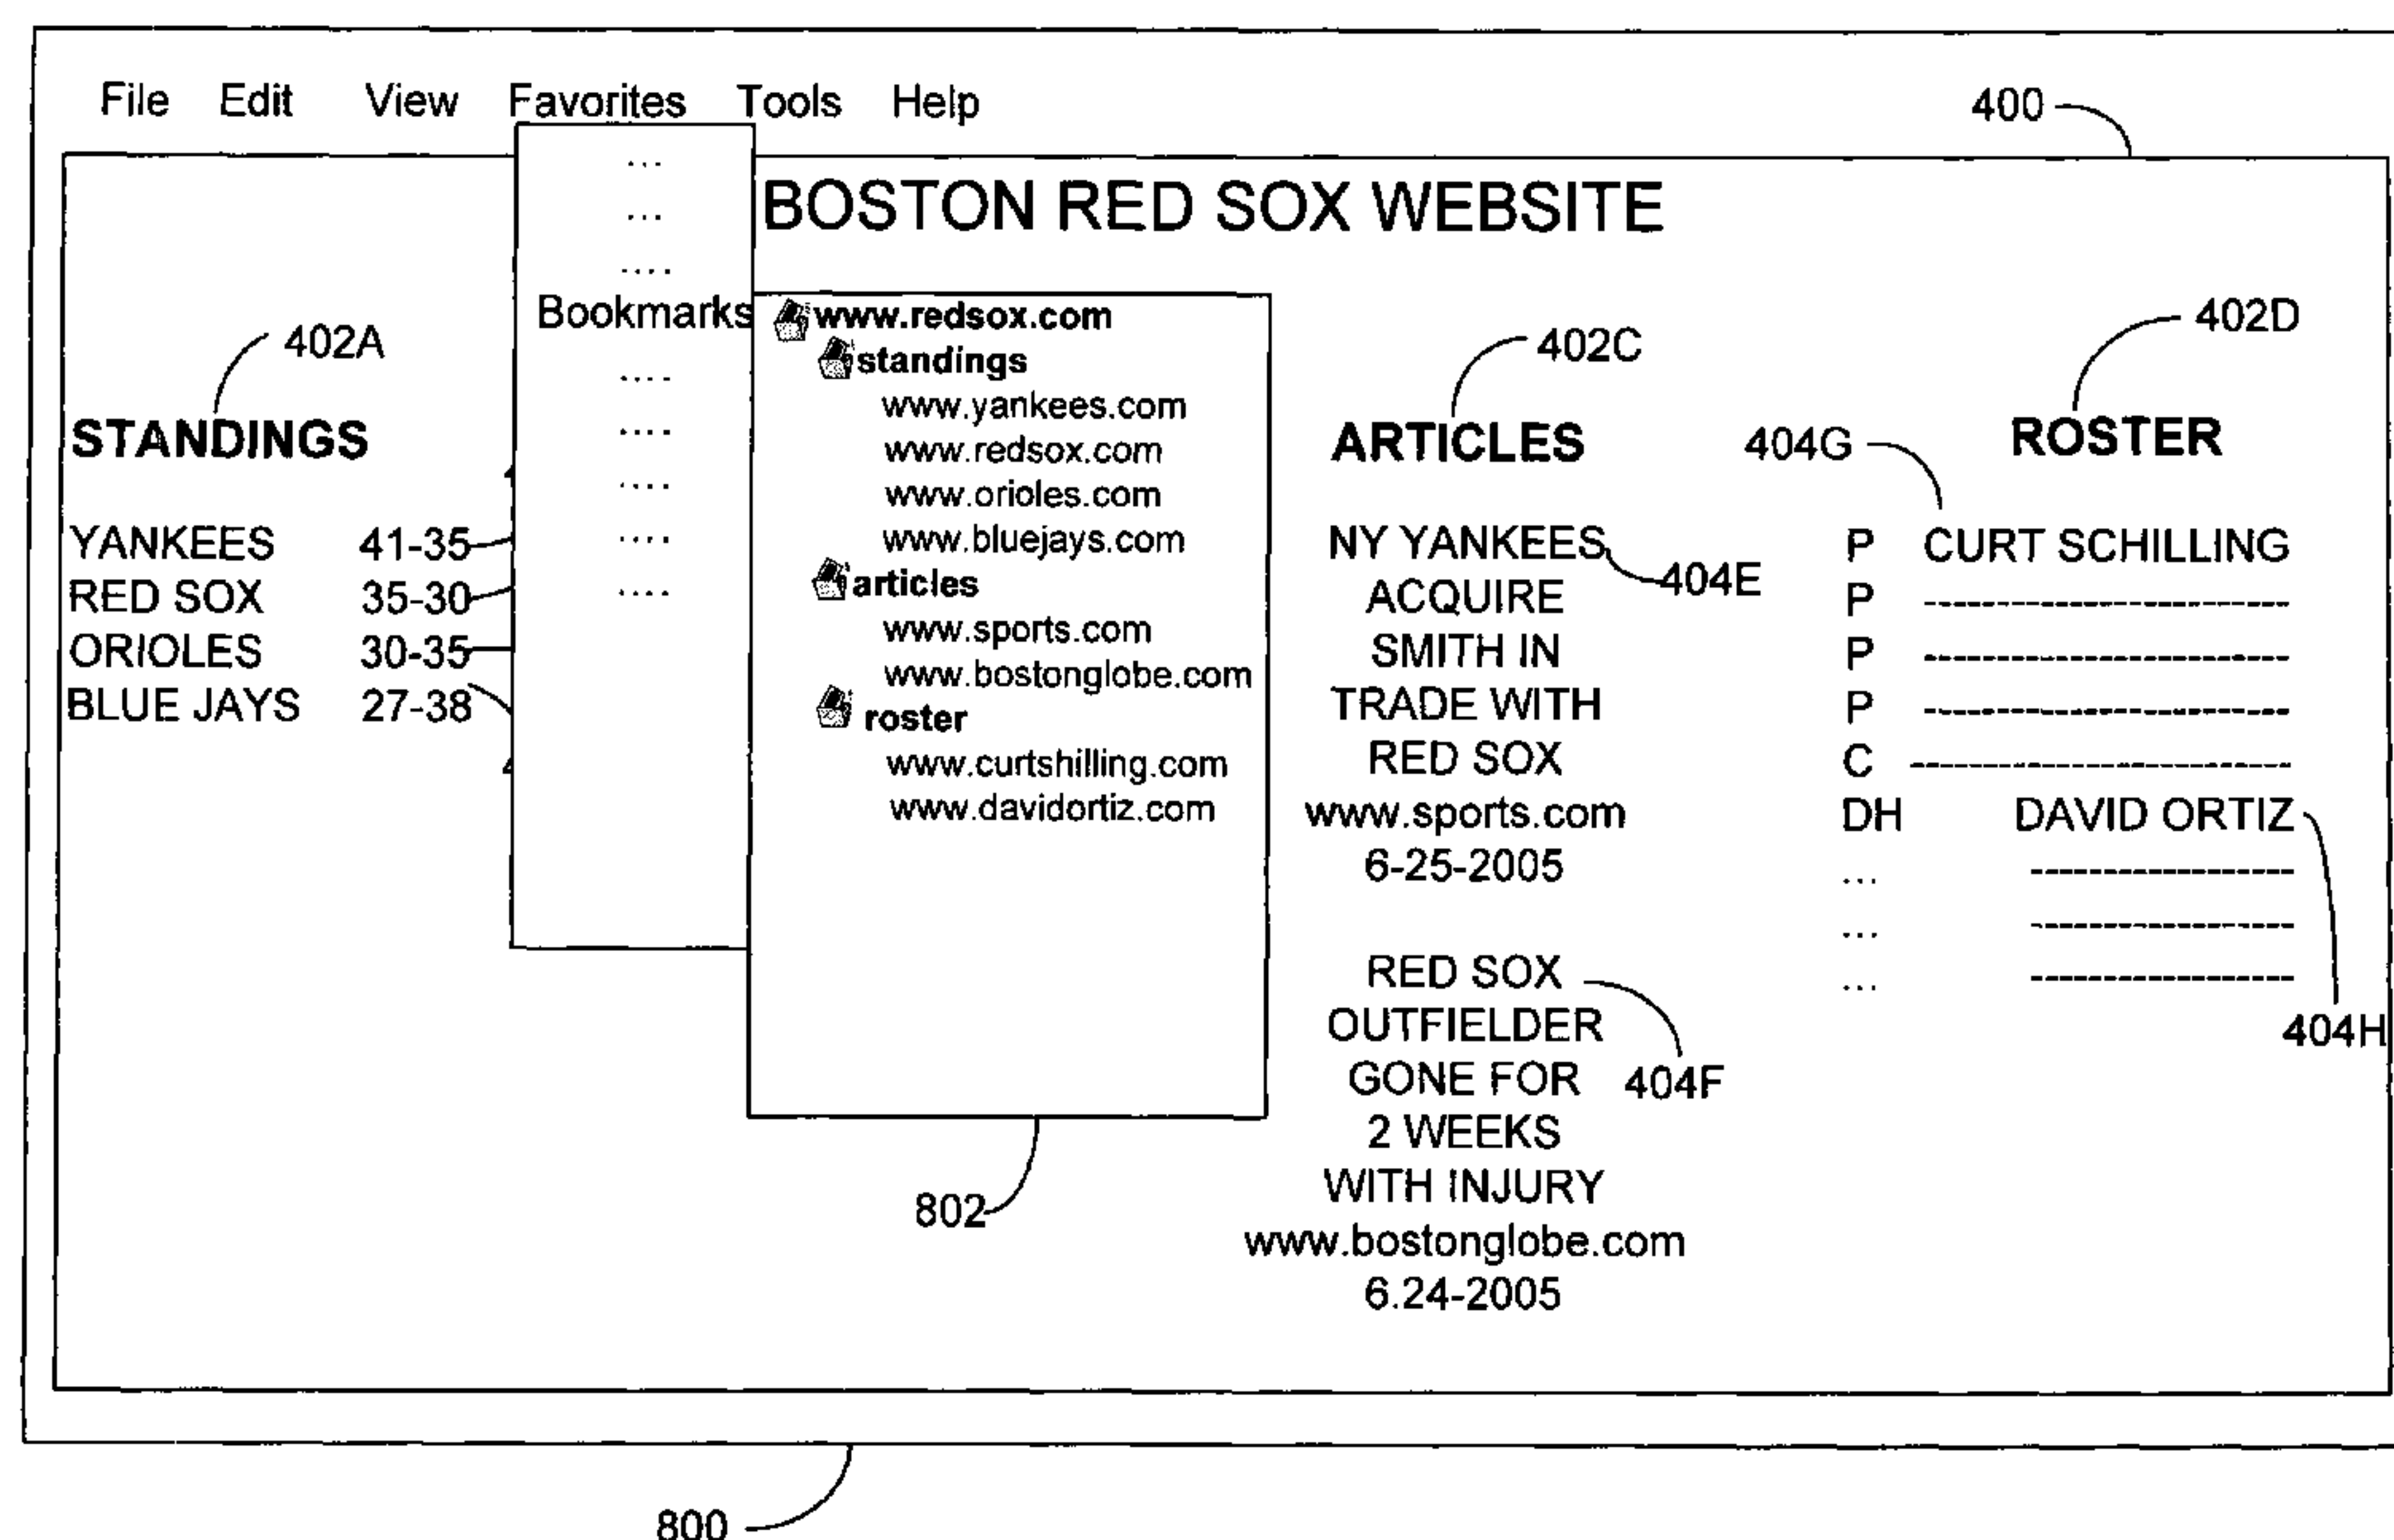 File Edit View Favorites Tools Help
400
...
...
....
Bookmarks
....
....
....
....
....
BOSTON RED SOX WEBSITE
402A
STANDINGS
YANKEES 41-35
RED SOX 35-30
ORIOLES 30-35
BLUE JAYS 27-38
www.redsox.com
standings
www.yankees.com
www.redsox.com
www.orioles.com
www.bluejays.com
articles
www.sports.com
www.bostonglobe.com
roster
www.curtshilling.com
www.davidortiz.com
802
402C
ARTICLES
NY YANKEES
404E
ACQUIRE
SMITH IN
TRADE WITH
RED SOX
www.sports.com
6-25-2005
RED SOX
OUTFIELDER
GONE FOR
404F
2 WEEKS
WITH INJURY
www.bostonglobe.com
6.24-2005
402D
404G
ROSTER
P CURT SCHILLING
P --------------------
P --------------------
P --------------------
C --------------------
DH DAVID ORTIZ
... --------------------
... --------------------
... --------------------
404H
800